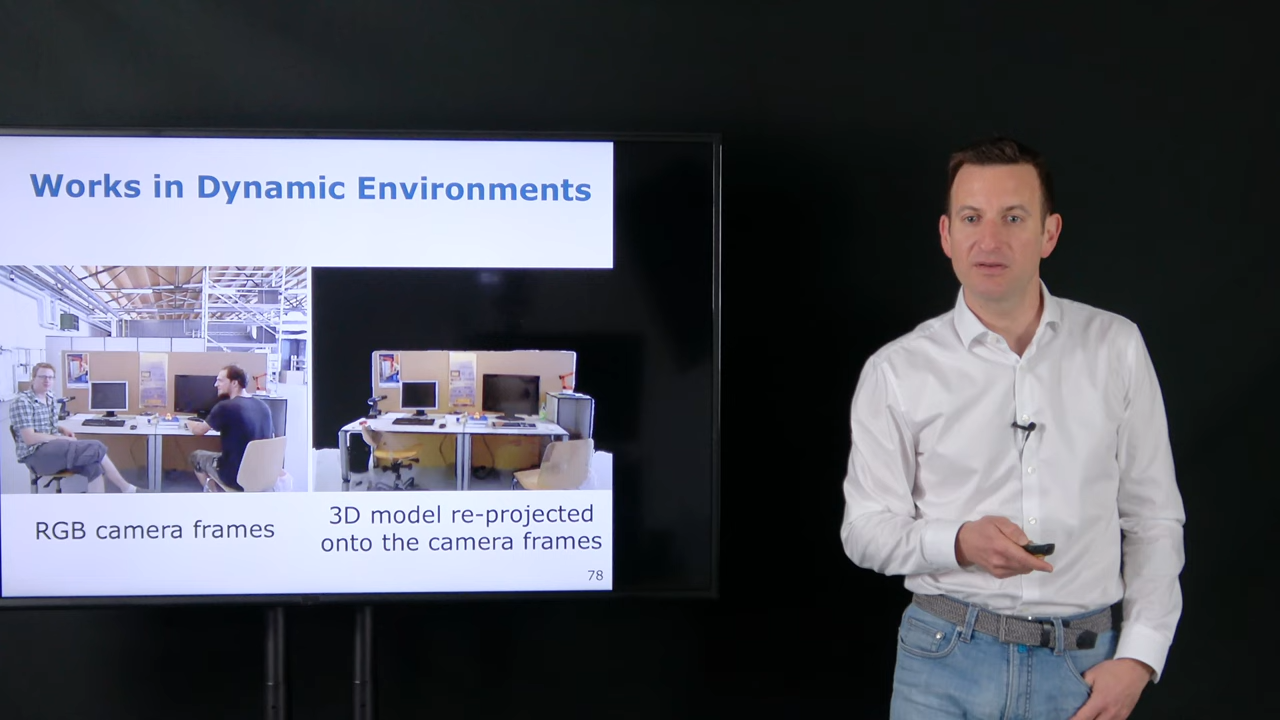 Works in Dynamic Environments
RGB camera frames
3D model re-projected
onto the camera frames
78